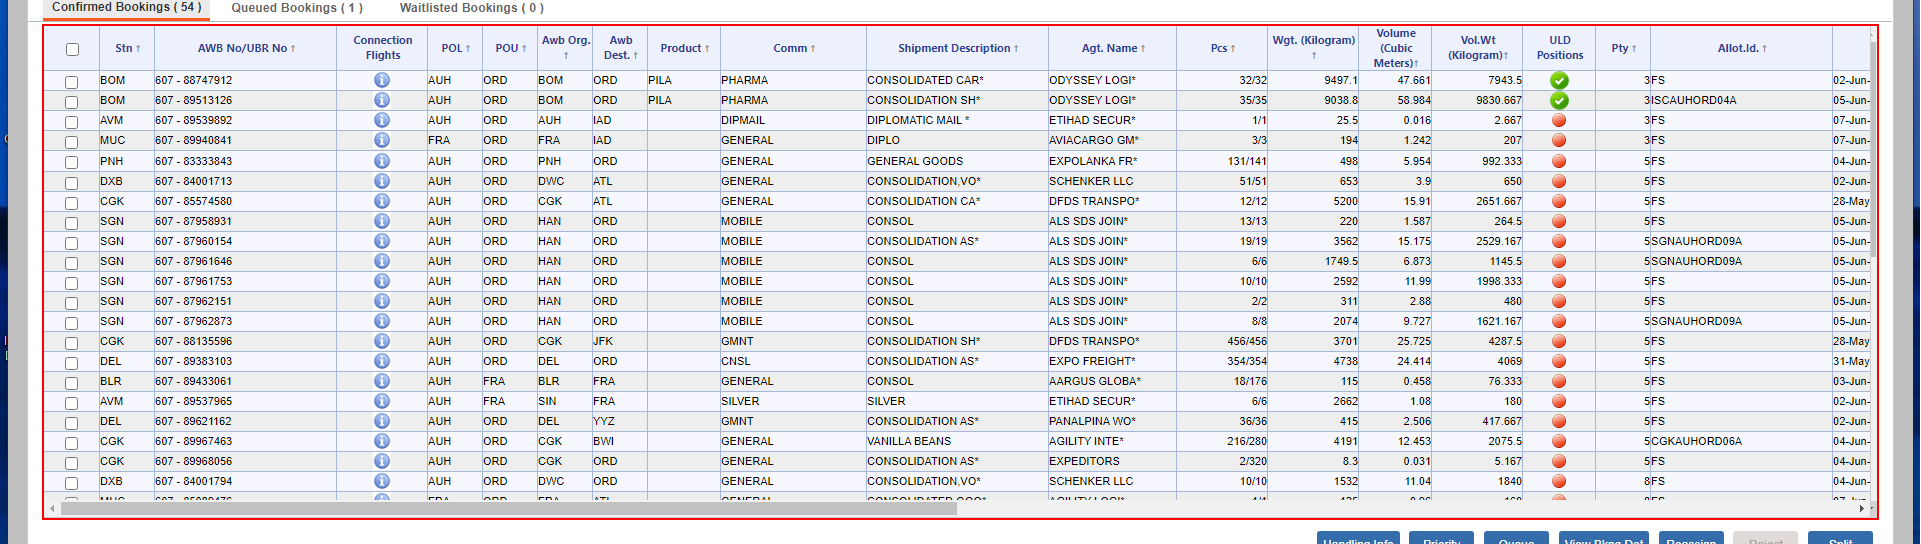 Confirmed Bookings ( 54 ) Queued Bookings ( 1 ) Waitlisted Bookings ( 0 )
Stn ↑ AWB No/UBR No ↑ Connection Flights POL ↑ POU ↑ Awb Org. ↑ Awb Dest. ↑ Product ↑ Comm ↑ Shipment Description ↑ Agt. Name ↑ Pcs ↑ Wgt. (Kilogram) ↑ Volume (Cubic Meters)↑ Vol.Wt (Kilogram)↑ ULD Positions Pty ↑ Allot.Id. ↑
BOM 607 - 88747912 AUH ORD BOM ORD PILA PHARMA CONSOLIDATED CAR* ODYSSEY LOGI* 32/32 9497.1 47.661 7943.5 3 FS 02-Jun-
BOM 607 - 89513126 AUH ORD BOM ORD PILA PHARMA CONSOLIDATION SH* ODYSSEY LOGI* 35/35 9038.8 58.984 9830.667 3 ISCAUHORD04A 05-Jun-
AVM 607 - 89539892 AUH ORD AUH IAD DIPMAIL DIPLOMATIC MAIL * ETIHAD SECUR* 1/1 25.5 0.016 2.667 3 FS 07-Jun-
MUC 607 - 89940841 FRA ORD FRA IAD GENERAL DIPLO AVIACARGO GM* 3/3 194 1.242 207 3 FS 07-Jun-
PNH 607 - 83333843 AUH ORD PNH ORD GENERAL GENERAL GOODS EXPOLANKA FR* 131/141 498 5.954 992.333 5 FS 04-Jun-
DXB 607 - 84001713 AUH ORD DWC ATL GENERAL CONSOLIDATION,VO* SCHENKER LLC 51/51 653 3.9 650 5 FS 02-Jun-
CGK 607 - 85574580 AUH ORD CGK ATL GENERAL CONSOLIDATION CA* DFDS TRANSPO* 12/12 5200 15.91 2651.667 5 FS 28-May
SGN 607 - 87958931 AUH ORD HAN ORD MOBILE CONSOL ALS SDS JOIN* 13/13 220 1.587 264.5 5 FS 05-Jun-
SGN 607 - 87960154 AUH ORD HAN ORD MOBILE CONSOLIDATION AS* ALS SDS JOIN* 19/19 3562 15.175 2529.167 5 SGNAUHORD09A 05-Jun-
SGN 607 - 87961646 AUH ORD HAN ORD MOBILE CONSOL ALS SDS JOIN* 6/6 1749.5 6.873 1145.5 5 SGNAUHORD09A 05-Jun-
SGN 607 - 87961753 AUH ORD HAN ORD MOBILE CONSOL ALS SDS JOIN* 10/10 2592 11.99 1998.333 5 FS 05-Jun-
SGN 607 - 87962151 AUH ORD HAN ORD MOBILE CONSOL ALS SDS JOIN* 2/2 311 2.88 480 5 FS 05-Jun-
SGN 607 - 87962873 AUH ORD HAN ORD MOBILE CONSOL ALS SDS JOIN* 8/8 2074 9.727 1621.167 5 SGNAUHORD09A 05-Jun-
CGK 607 - 88135596 AUH ORD CGK JFK GMNT CONSOLIDATION SH* DFDS TRANSPO* 456/456 3701 25.725 4287.5 5 FS 28-May
DEL 607 - 89383103 AUH ORD DEL ORD CNSL CONSOLIDATION AS* EXPO FREIGHT* 354/354 4738 24.414 4069 5 FS 31-May
BLR 607 - 89433061 AUH FRA BLR FRA GENERAL CONSOL AARGUS GLOBA* 18/176 115 0.458 76.333 5 FS 03-Jun-
AVM 607 - 89537965 AUH FRA SIN FRA SILVER SILVER ETIHAD SECUR* 6/6 2662 1.08 180 5 FS 02-Jun-
DEL 607 - 89621162 AUH ORD DEL YYZ GMNT CONSOLIDATION AS* PANALPINA WO* 36/36 415 2.506 417.667 5 FS 02-Jun-
CGK 607 - 89967463 AUH ORD CGK BWI GENERAL VANILLA BEANS AGILITY INTE* 216/280 4191 12.453 2075.5 5 CGKAUHORD06A 04-Jun-
CGK 607 - 89968056 AUH ORD CGK ORD GENERAL CONSOLIDATION AS* EXPEDITORS 2/320 8.3 0.031 5.167 5 FS 04-Jun-
DXB 607 - 84001794 AUH ORD DWC ORD GENERAL CONSOLIDATION,VO* SCHENKER LLC 10/10 1532 11.04 1840 8 FS 04-Jun-
Handling Info Priority Queue View Bkng Det Reassign Reject Split